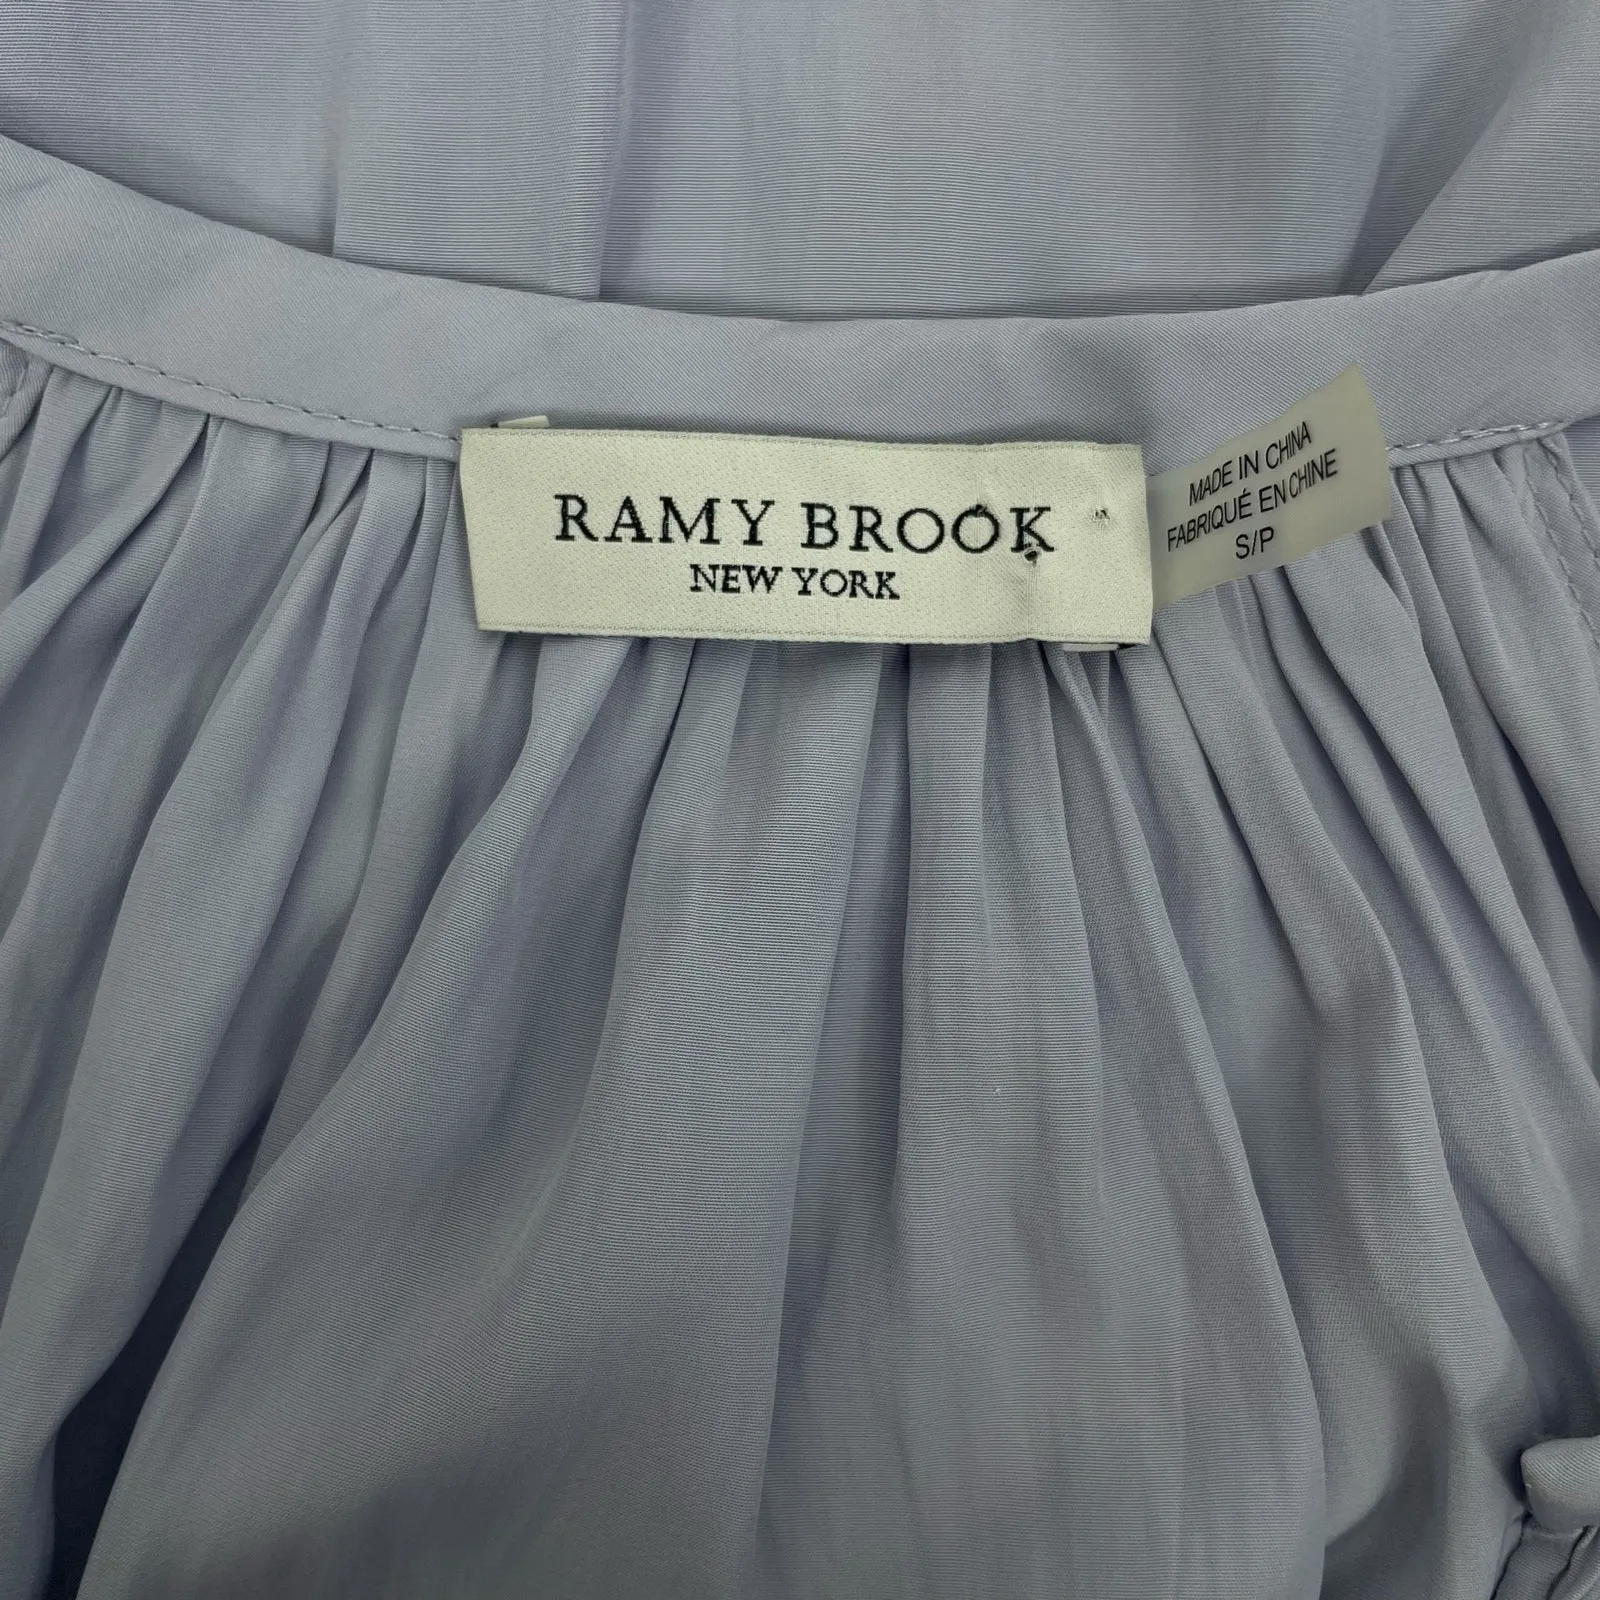 RAMY BROOK
NEW YORK
MADE IN CHINA
FABRIQUÉ EN CHINE
S/P